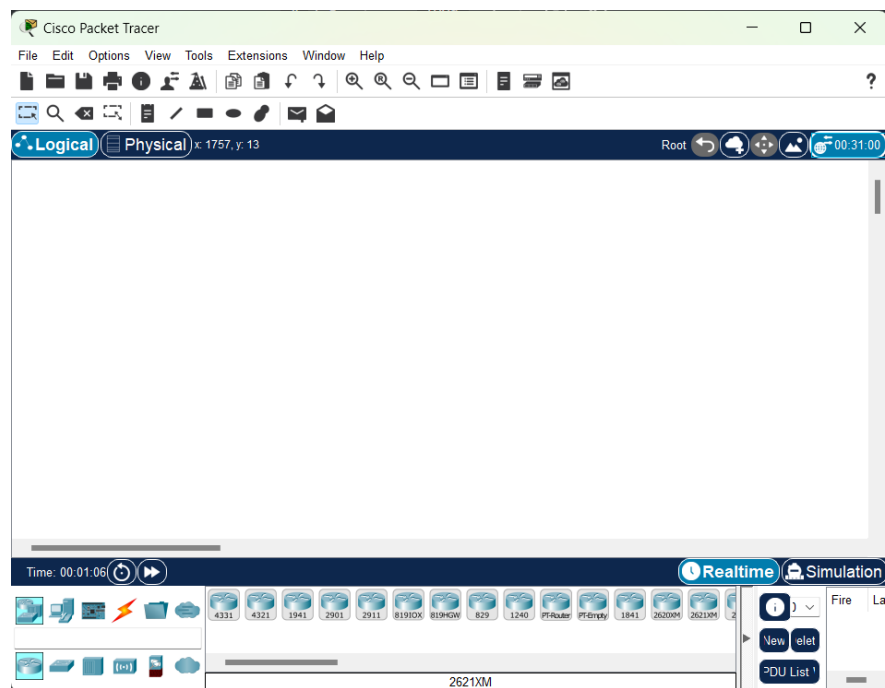 Cisco Packet Tracer
File Edit Options View Tools Extensions Window Help
?
Logical Physical x: 1757, y: 13 Root 00:31:00
Time: 00:01:06 Realtime Simulation
4331 4321 1941 2901 2911 819IOX 819HGW 829 1240 PT-Router PT-Empty 1841 2620XM 2621XM 2
Fire La
New elet
PDU List
2621XM